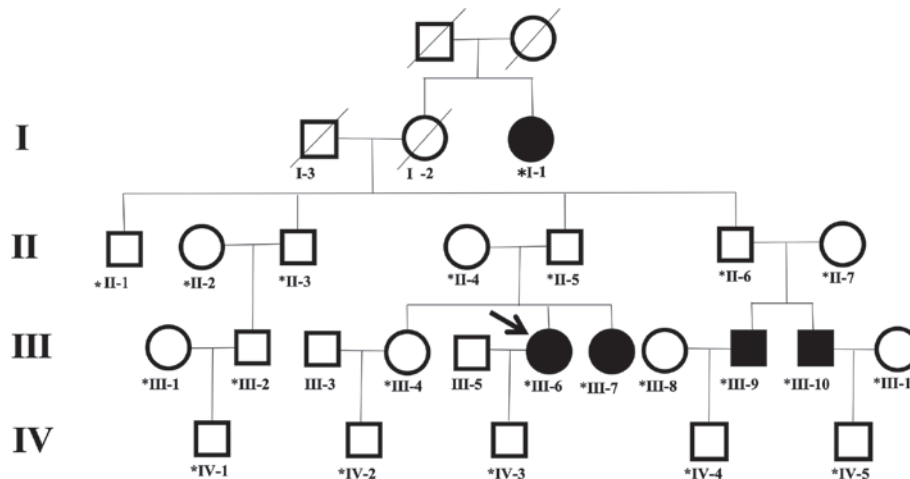 I
I-3 I -2 *I-1
II
*II-1 *II-2 *II-3 *II-4 *II-5 *II-6 *II-7
III
*III-1 *III-2 III-3 *III-4 III-5 *III-6 *III-7 *III-8 *III-9 *III-10 *III-1
IV
*IV-1 *IV-2 *IV-3 *IV-4 *IV-5